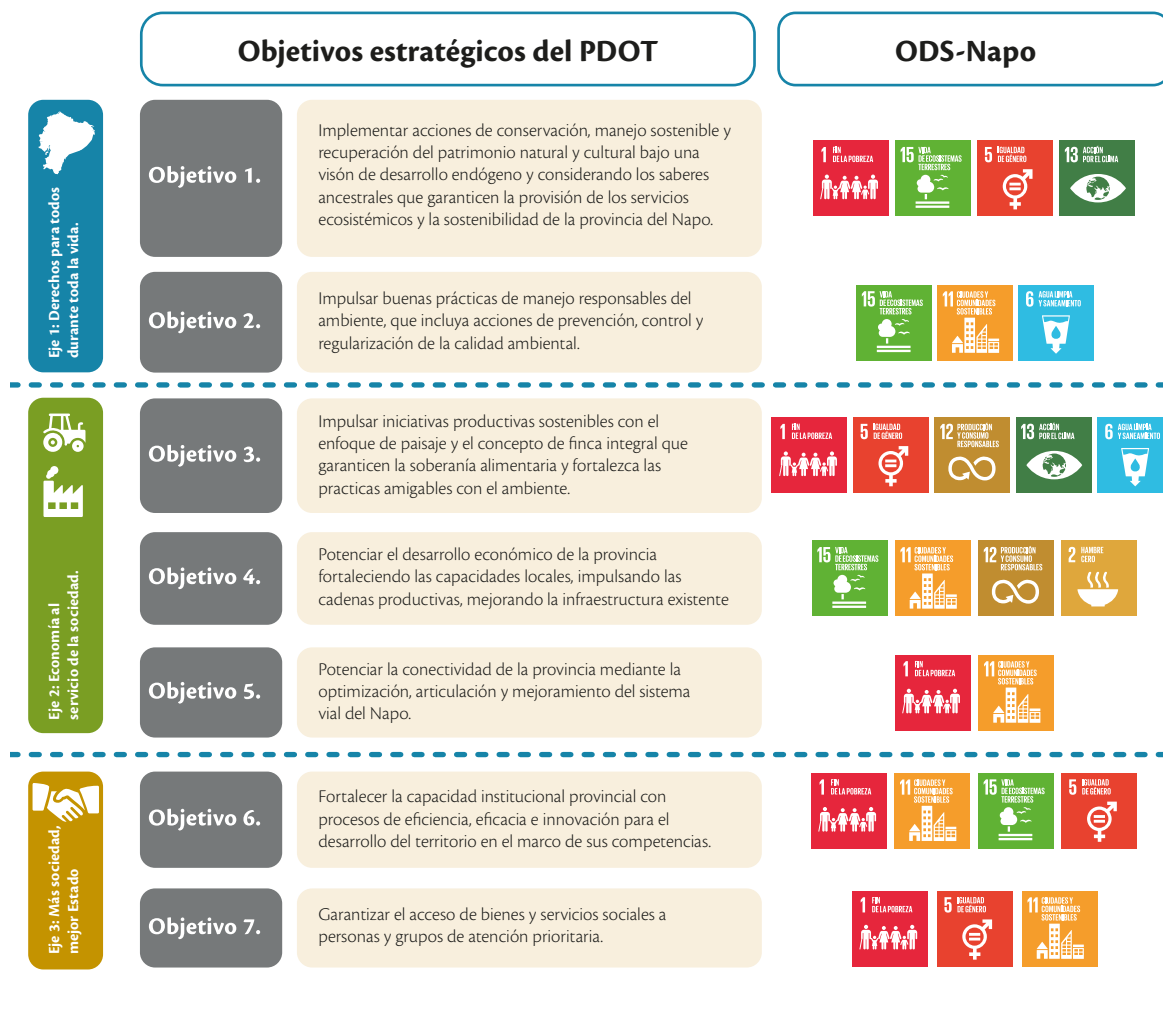 Objetivos estratégicos del PDOT
ODS-Napo
Eje 1: Derechos para todos
durante toda la vida.
Objetivo 1.
Implementar acciones de conservación, manejo sostenible y
recuperación del patrimonio natural y cultural bajo una
visón de desarrollo endógeno y considerando los saberes
ancestrales que garanticen la provisión de los servicios
ecosistémicos y la sostenibilidad de la provincia del Napo.
1 FIN
DE LA POBREZA
15 VIDA
DE ECOSISTEMAS
TERRESTRES
5 IGUALDAD
DE GÉNERO
13 ACCIÓN
POR EL CLIMA
Objetivo 2.
Impulsar buenas prácticas de manejo responsables del
ambiente, que incluya acciones de prevención, control y
regularización de la calidad ambiental.
15 VIDA
DE ECOSISTEMAS
TERRESTRES
11 CIUDADES Y
COMUNIDADES
SOSTENIBLES
6 AGUA LIMPIA
Y SANEAMIENTO
Eje 2: Economía al
servicio de la sociedad.
Objetivo 3.
Impulsar iniciativas productivas sostenibles con el
enfoque de paisaje y el concepto de finca integral que
garanticen la soberanía alimentaria y fortalezca las
practicas amigables con el ambiente.
1 FIN
DE LA POBREZA
5 IGUALDAD
DE GÉNERO
12 PRODUCCIÓN
Y CONSUMO
RESPONSABLES
13 ACCIÓN
POR EL CLIMA
6 AGUA LIMPIA
Y SANEAMIENTO
Objetivo 4.
Potenciar el desarrollo económico de la provincia
fortaleciendo las capacidades locales, impulsando las
cadenas productivas, mejorando la infraestructura existente
15 VIDA
DE ECOSISTEMAS
TERRESTRES
11 CIUDADES Y
COMUNIDADES
SOSTENIBLES
12 PRODUCCIÓN
Y CONSUMO
RESPONSABLES
2 HAMBRE
CERO
Objetivo 5.
Potenciar la conectividad de la provincia mediante la
optimización, articulación y mejoramiento del sistema
vial del Napo.
1 FIN
DE LA POBREZA
11 CIUDADES Y
COMUNIDADES
SOSTENIBLES
Eje 3: Más sociedad,
mejor Estado
Objetivo 6.
Fortalecer la capacidad institucional provincial con
procesos de eficiencia, eficacia e innovación para el
desarrollo del territorio en el marco de sus competencias.
1 FIN
DE LA POBREZA
11 CIUDADES Y
COMUNIDADES
SOSTENIBLES
15 VIDA
DE ECOSISTEMAS
TERRESTRES
5 IGUALDAD
DE GÉNERO
Objetivo 7.
Garantizar el acceso de bienes y servicios sociales a
personas y grupos de atención prioritaria.
1 FIN
DE LA POBREZA
5 IGUALDAD
DE GÉNERO
11 CIUDADES Y
COMUNIDADES
SOSTENIBLES